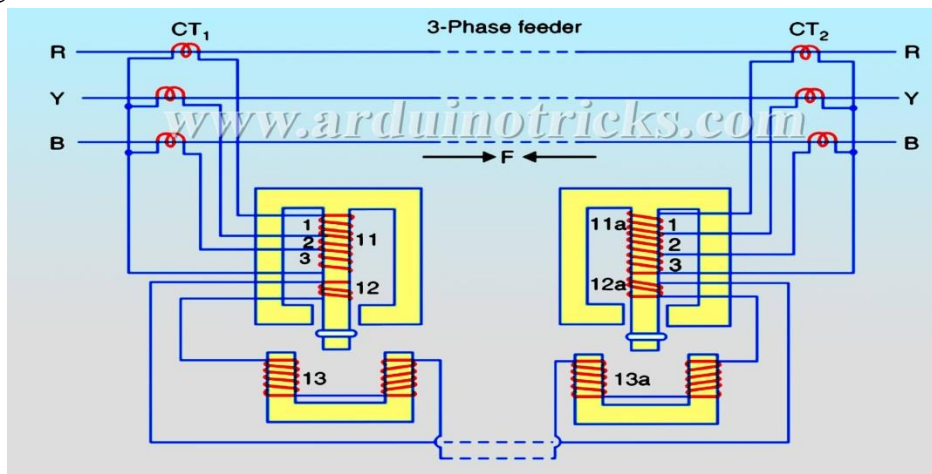 CT1 3-Phase feeder CT2
R R
Y Y
www.arduinotricks.com
B B
F
1 11 11a 1
2 2
3 3
12 12a
13 13a